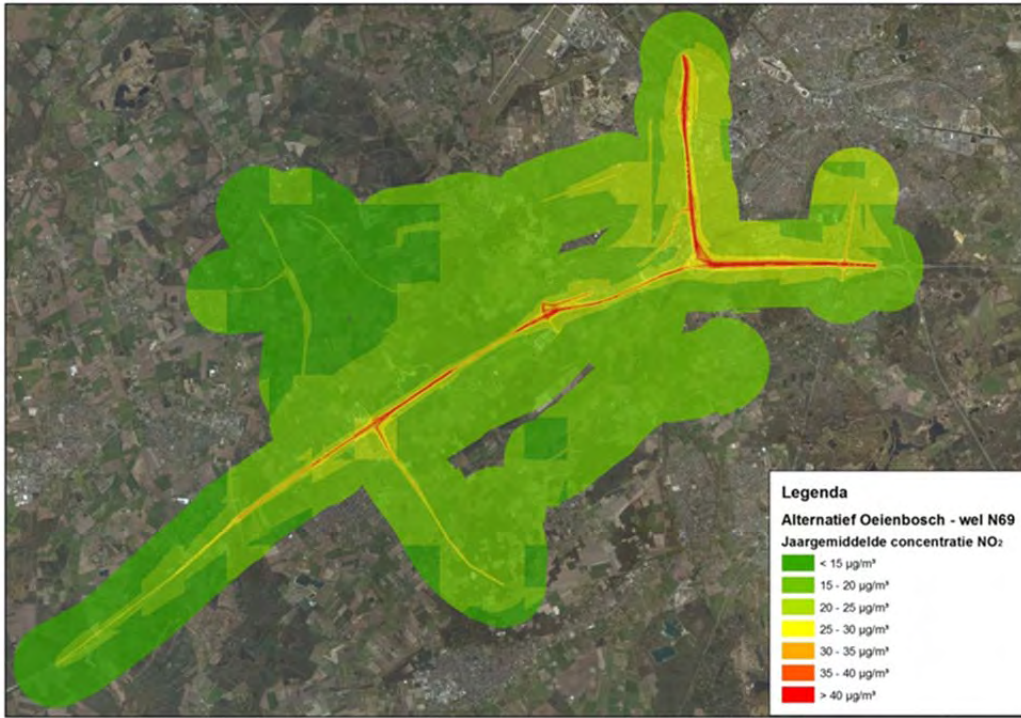 Legenda
Alternatief Oeienbosch - wel N69
Jaargemiddelde concentratie NO₂
< 15 µg/m³
15 - 20 µg/m³
20 - 25 µg/m³
25 - 30 µg/m³
30 - 35 µg/m³
35 - 40 µg/m³
> 40 µg/m³